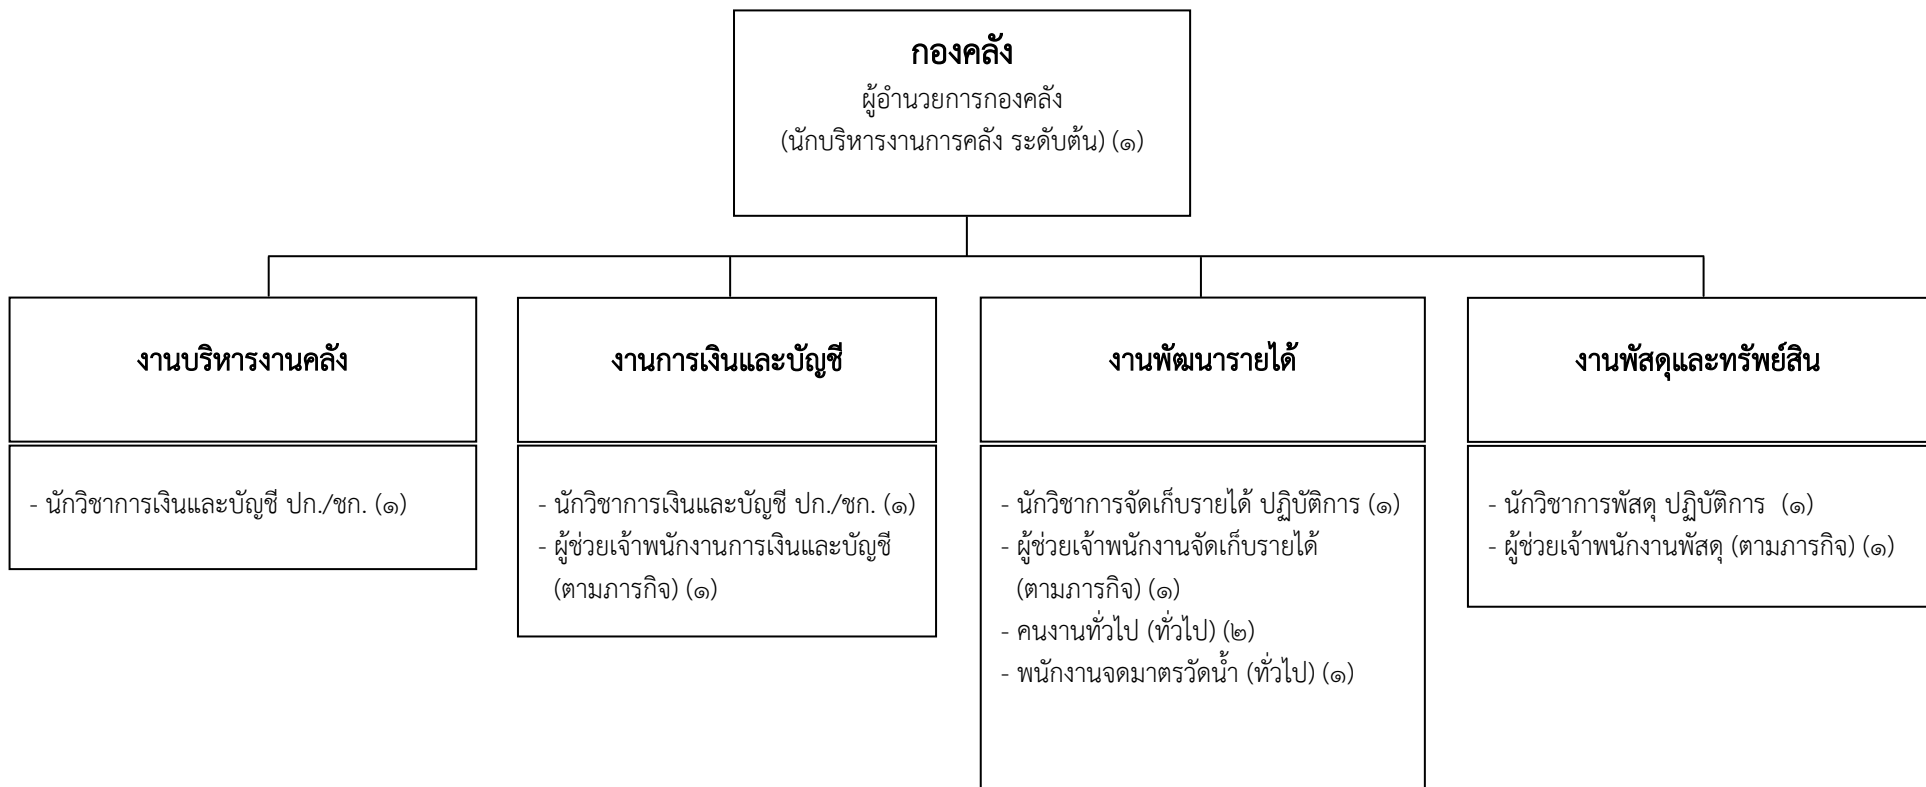 กองคลัง
ผู้อำนวยการกองคลัง
(นักบริหารงานการคลัง ระดับต้น) (๑)
งานบริหารงานคลัง
- นักวิชาการเงินและบัญชี ปก./ชก. (๑)
งานการเงินและบัญชี
- นักวิชาการเงินและบัญชี ปก./ชก. (๑)
- ผู้ช่วยเจ้าพนักงานการเงินและบัญชี
(ตามภารกิจ) (๑)
งานพัฒนารายได้
- นักวิชาการจัดเก็บรายได้ ปฏิบัติการ (๑)
- ผู้ช่วยเจ้าพนักงานจัดเก็บรายได้
(ตามภารกิจ) (๑)
- คนงานทั่วไป (ทั่วไป) (๒)
- พนักงานจดมาตรวัดน้ำ (ทั่วไป) (๑)
งานพัสดุและทรัพย์สิน
- นักวิชาการพัสดุ ปฏิบัติการ (๑)
- ผู้ช่วยเจ้าพนักงานพัสดุ (ตามภารกิจ) (๑)